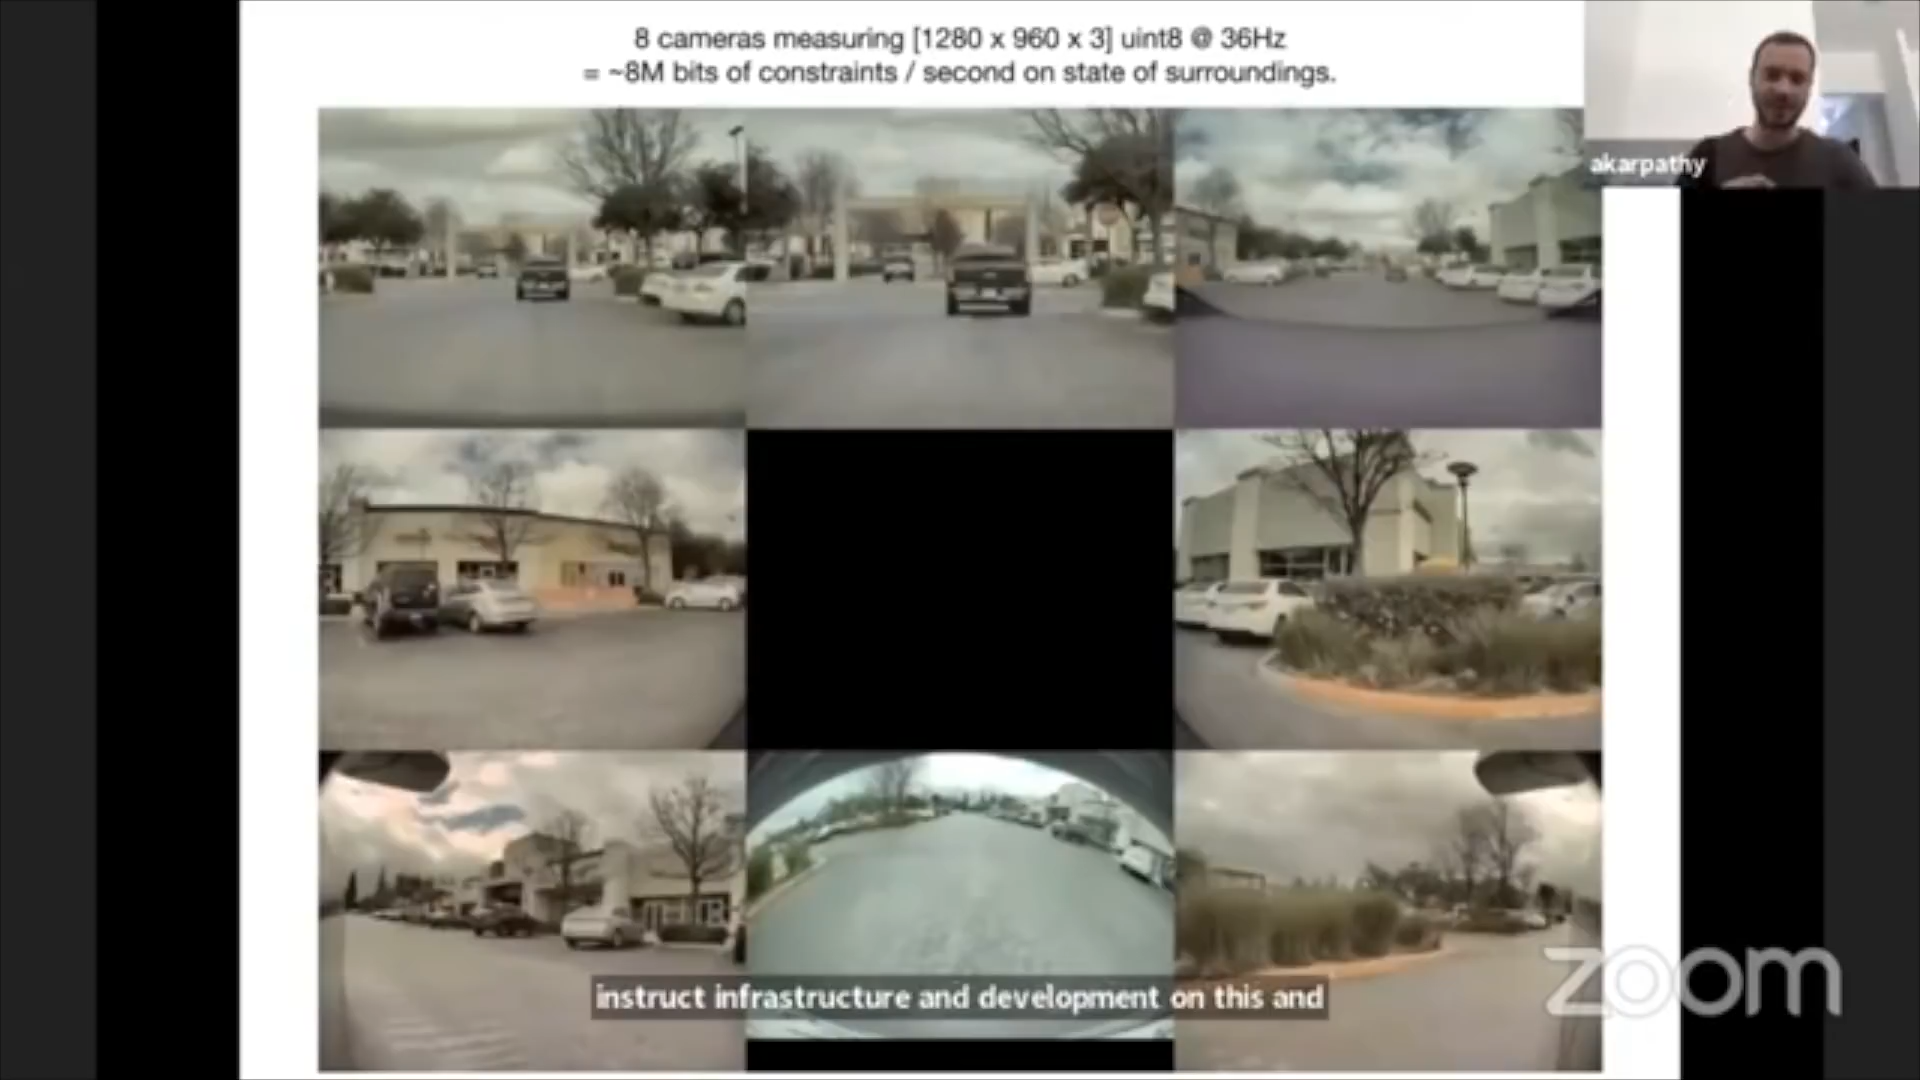 8 cameras measuring [1280 x 960 x 3] uint8 @ 36Hz
= ~8M bits of constraints / second on state of surroundings.
akarpathy
instruct infrastructure and development on this and
zoom